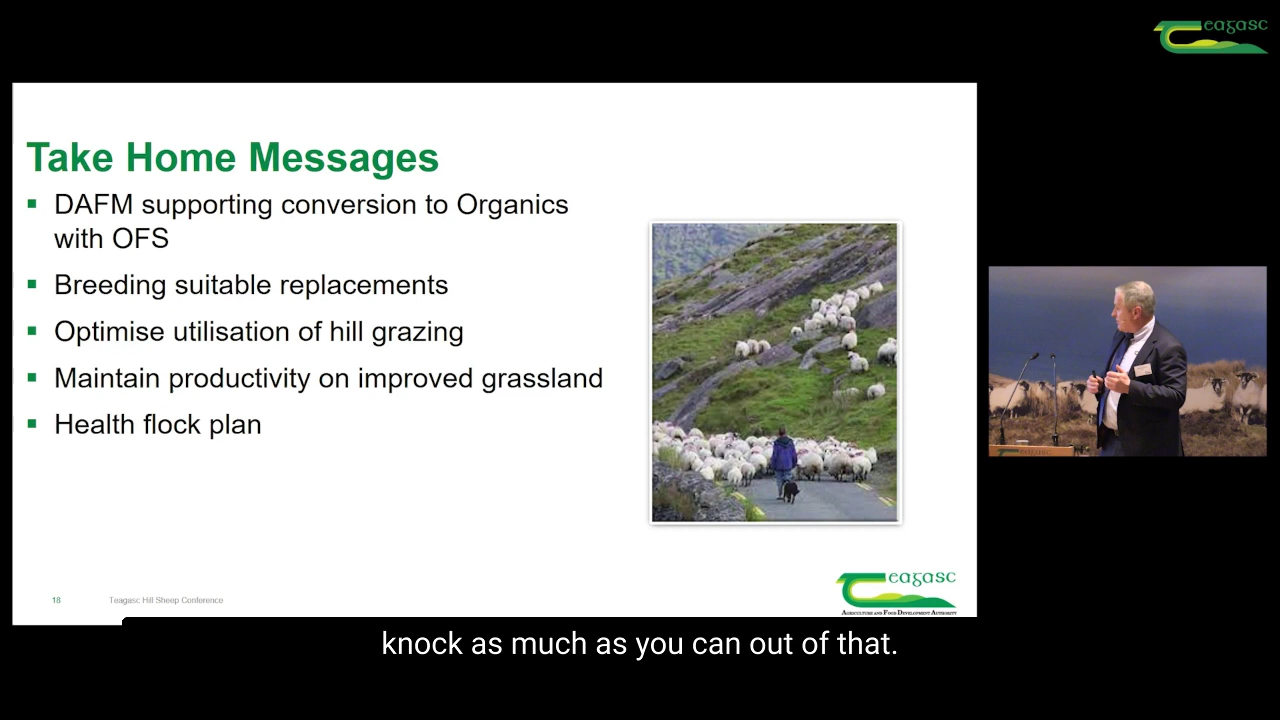 Teagasc
Take Home Messages
▪ DAFM supporting conversion to Organics
with OFS
▪ Breeding suitable replacements
▪ Optimise utilisation of hill grazing
▪ Maintain productivity on improved grassland
▪ Health flock plan
18
Teagasc Hill Sheep Conference
Teagasc
AGRICULTURE AND FOOD DEVELOPMENT AUTHORITY
Teagasc
knock as much as you can out of that.